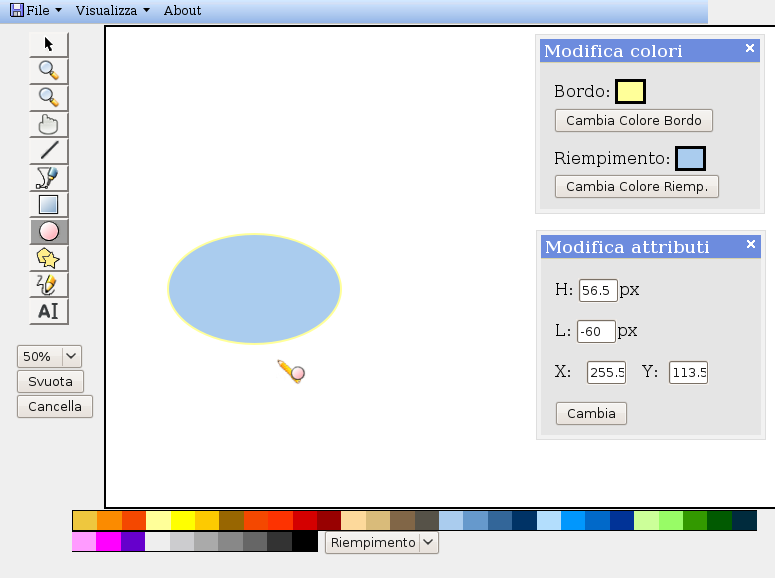 File Visualizza About
Modifica colori
Bordo:
Cambia Colore Bordo
Riempimento:
Cambia Colore Riemp.
Modifica attributi
H: 56.5 px
L: -60 px
X: 255.5 Y: 113.5
Cambia
AI
50%
Svuota
Cancella
Riempimento